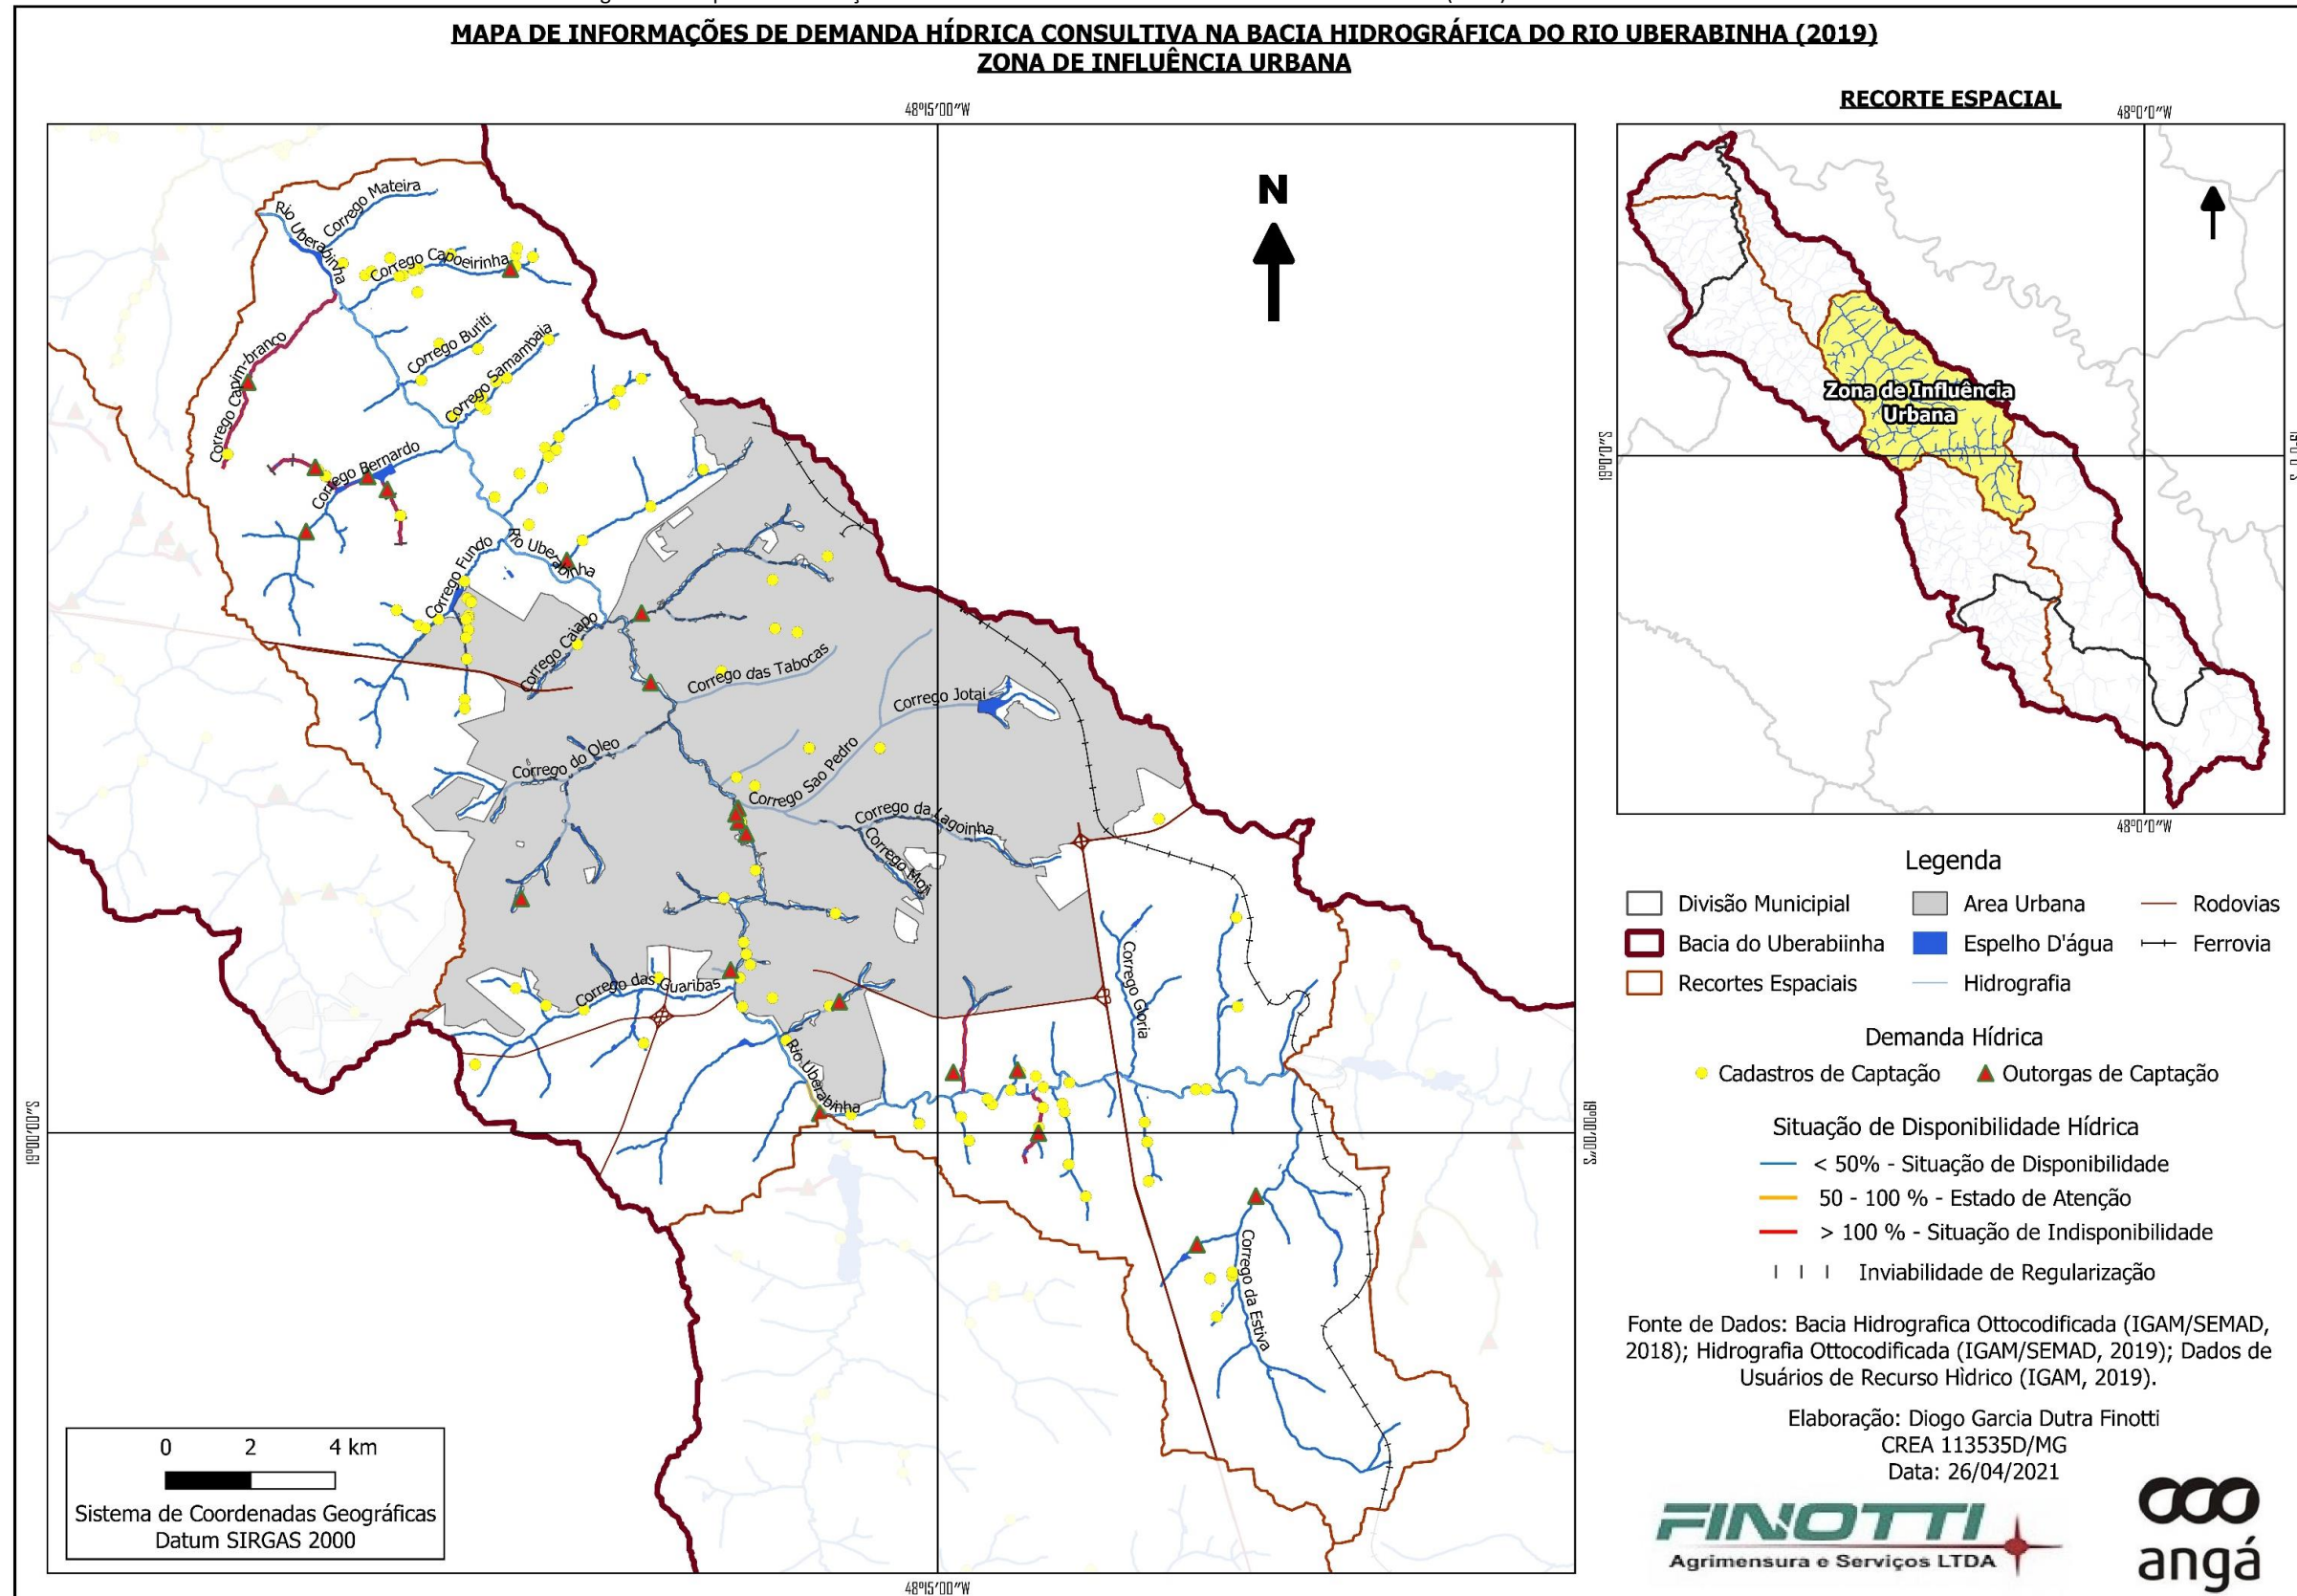 MAPA DE INFORMAÇÕES DE DEMANDA HÍDRICA CONSULTIVA NA BACIA HIDROGRÁFICA DO RIO UBERABINHA (2019)
ZONA DE INFLUÊNCIA URBANA
48°15'00"W
N
Corrego Mateira
Rio Uberabinha
Corrego Capoeirinha
Corrego Buriti
Corrego Samambaia
Corrego Capim-branco
Corrego Bernardo
Corrego Fundo
Rio Uberabinha
Corrego Caiapo
Corrego das Tabocas
Corrego Jotai
Corrego do Oleo
Corrego Sao Pedro
Corrego da Lagoinha
Corrego Moji
Corrego das Guaribas
Corrego Gloria
Rio Uberabinha
Corrego da Estiva
19°00'00"S
19°00'00"S
48°15'00"W
0 2 4 km
Sistema de Coordenadas Geográficas
Datum SIRGAS 2000
RECORTE ESPACIAL
48°0'0"W
Zona de Influência
Urbana
19°0'0"S
48°0'0"W
Legenda
Divisão Municipal
Area Urbana
Rodovias
Bacia do Uberabiinha
Espelho D'água
Ferrovia
Recortes Espaciais
Hidrografia
Demanda Hídrica
Cadastros de Captação
Outorgas de Captação
Situação de Disponibilidade Hídrica
< 50% - Situação de Disponibilidade
50 - 100 % - Estado de Atenção
> 100 % - Situação de Indisponibilidade
Inviabilidade de Regularização
Fonte de Dados: Bacia Hidrografica Ottocodificada (IGAM/SEMAD,
2018); Hidrografia Ottocodificada (IGAM/SEMAD, 2019); Dados de
Usuários de Recurso Hìdrico (IGAM, 2019).
Elaboração: Diogo Garcia Dutra Finotti
CREA 113535D/MG
Data: 26/04/2021
FINOTTI
Agrimensura e Serviços LTDA
angá